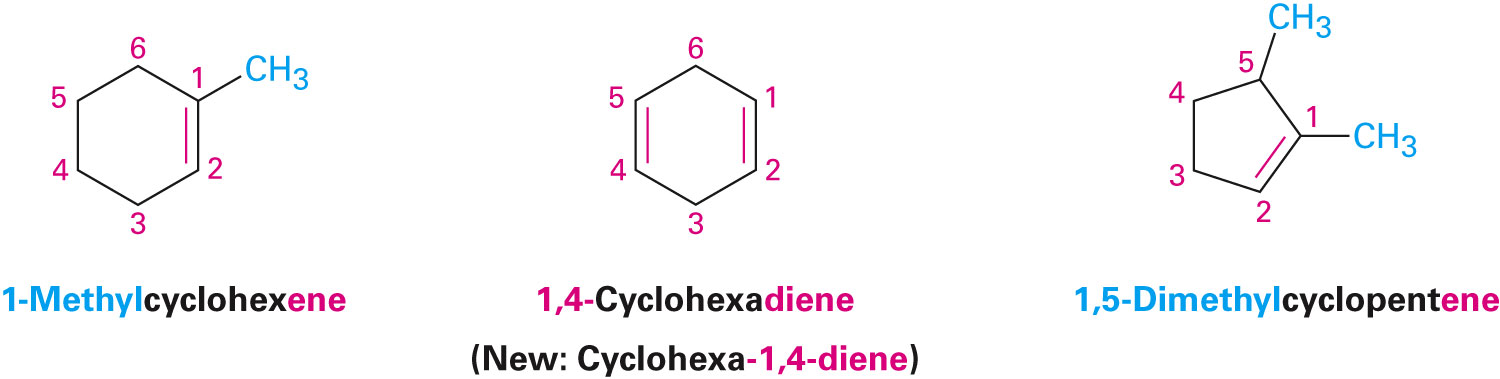 6
1
CH3
5
4
2
3
1-Methylcyclohexene
6
5
1
4
2
3
1,4-Cyclohexadiene
(New: Cyclohexa-1,4-diene)
CH3
5
4
1
CH3
3
2
1,5-Dimethylcyclopentene